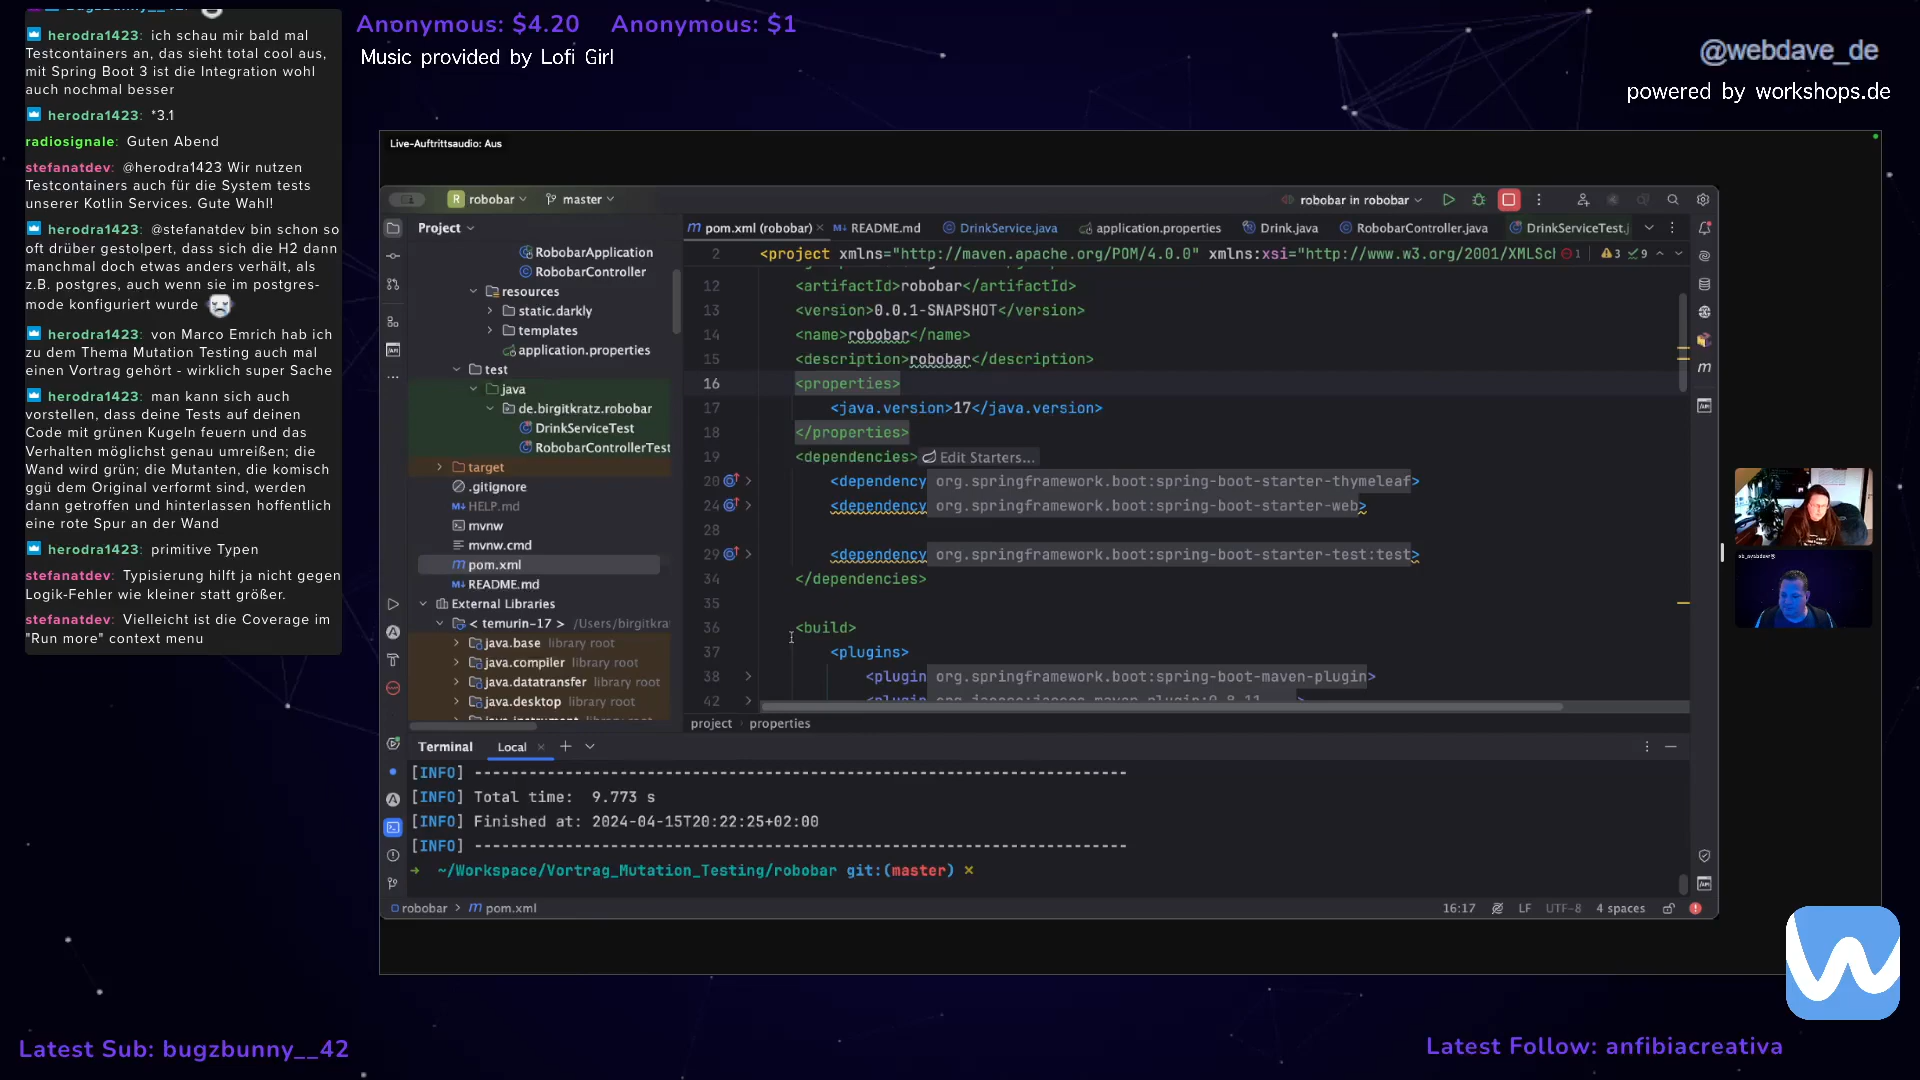 Anonymous: $4.20 Anonymous: $1
Music provided by Lofi Girl
@webdave_de
powered by workshops.de
herodra1423: ich schau mir bald mal
Testcontainers an, das sieht total cool aus,
mit Spring Boot 3 ist die Integration wohl
auch nochmal besser
herodra1423: *3.1
radiosignale: Guten Abend
stefanatdev: @herodra1423 Wir nutzen
Testcontainers auch für die System tests
unserer Kotlin Services. Gute Wahl!
herodra1423: @stefanatdev bin schon so
oft drüber gestolpert, dass sich die H2 dann
manchmal doch etwas anders verhält, als
z.B. postgres, auch wenn sie im postgres-
mode konfiguriert wurde
herodra1423: von Marco Emrich hab ich
zu dem Thema Mutation Testing auch mal
einen Vortrag gehört - wirklich super Sache
herodra1423: man kann sich auch
vorstellen, dass deine Tests auf deinen
Code mit grünen Kugeln feuern und das
Verhalten möglichst genau umreißen; die
Wand wird grün; die Mutanten, die komisch
ggü dem Original verformt sind, werden
dann getroffen und hinterlassen hoffentlich
eine rote Spur an der Wand
herodra1423: primitive Typen
stefanatdev: Typisierung hilft ja nicht gegen
Logik-Fehler wie kleiner statt größer.
stefanatdev: Vielleicht ist die Coverage im
"Run more" context menu
Live-Auftrittsaudio: Aus
R robobar master robobar in robobar
Project
RobobarApplication
RobobarController
resources
static.darkly
templates
application.properties
test
java
de.birgitkratz.robobar
DrinkServiceTest
RobobarControllerTest
target
.gitignore
HELP.md
mvnw
mvnw.cmd
pom.xml
README.md
External Libraries
< temurin-17 > /Users/birgitkra
java.base library root
java.compiler library root
java.datatransfer library root
java.desktop library root
pom.xml (robobar) README.md DrinkService.java application.properties Drink.java RobobarController.java DrinkServiceTest.j
2 <project xmlns="http://maven.apache.org/POM/4.0.0" xmlns:xsi="http://www.w3.org/2001/XMLSch 1 3 9
12 <artifactId>robobar</artifactId>
13 <version>0.0.1-SNAPSHOT</version>
14 <name>robobar</name>
15 <description>robobar</description>
16 <properties>
17 <java.version>17</java.version>
18 </properties>
19 <dependencies> Edit Starters...
20 <dependency org.springframework.boot:spring-boot-starter-thymeleaf>
24 <dependency org.springframework.boot:spring-boot-starter-web>
28
29 <dependency org.springframework.boot:spring-boot-starter-test:test>
34 </dependencies>
35
36 <build>
37 <plugins>
38 <plugin org.springframework.boot:spring-boot-maven-plugin>
42 <plugin org.jacoco:jacoco-maven-plugin:0.8.11 >
project properties
Terminal Local
[INFO] ------------------------------------------------------------------------
[INFO] Total time: 9.773 s
[INFO] Finished at: 2024-04-15T20:22:25+02:00
[INFO] ------------------------------------------------------------------------
➜ ~/Workspace/Vortrag_Mutation_Testing/robobar git:(master) ✗
robobar > pom.xml
16:17 LF UTF-8 4 spaces
Latest Sub: bugzbunny__42
Latest Follow: anfibiacreativa